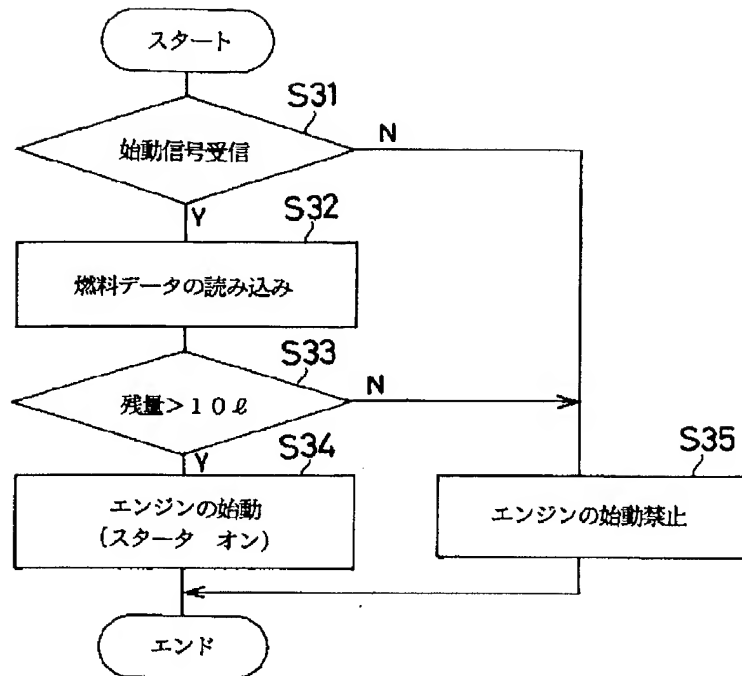 スタート
S31
始動信号受信
N
Y
S32
燃料データの読み込み
S33
残量>10ℓ
N
Y
S34
エンジンの始動
(スタータ オン)
S35
エンジンの始動禁止
エンド